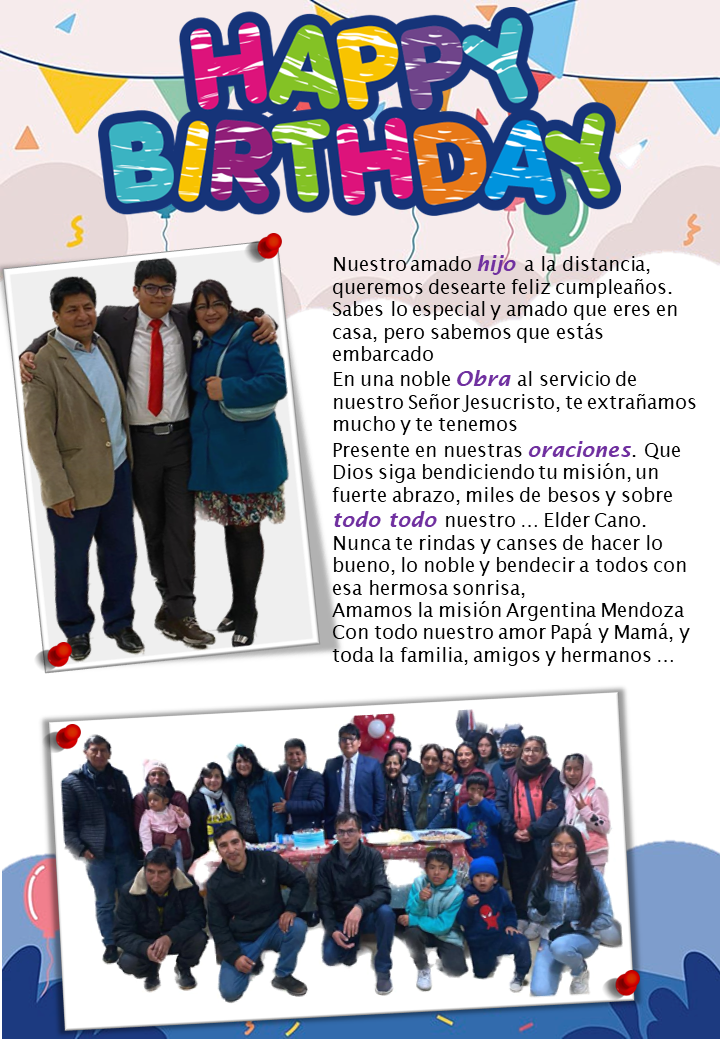 HAPPY
BIRTHDAY
Nuestro amado hijo a la distancia,
queremos desearte feliz cumpleaños.
Sabes lo especial y amado que eres en
casa, pero sabemos que estás
embarcado
En una noble Obra al servicio de
nuestro Señor Jesucristo, te extrañamos
mucho y te tenemos
Presente en nuestras oraciones. Que
Dios siga bendiciendo tu misión, un
fuerte abrazo, miles de besos y sobre
todo todo nuestro ... Elder Cano.
Nunca te rindas y canses de hacer lo
bueno, lo noble y bendecir a todos con
esa hermosa sonrisa,
Amamos la misión Argentina Mendoza
Con todo nuestro amor Papá y Mamá, y
toda la familia, amigos y hermanos ...